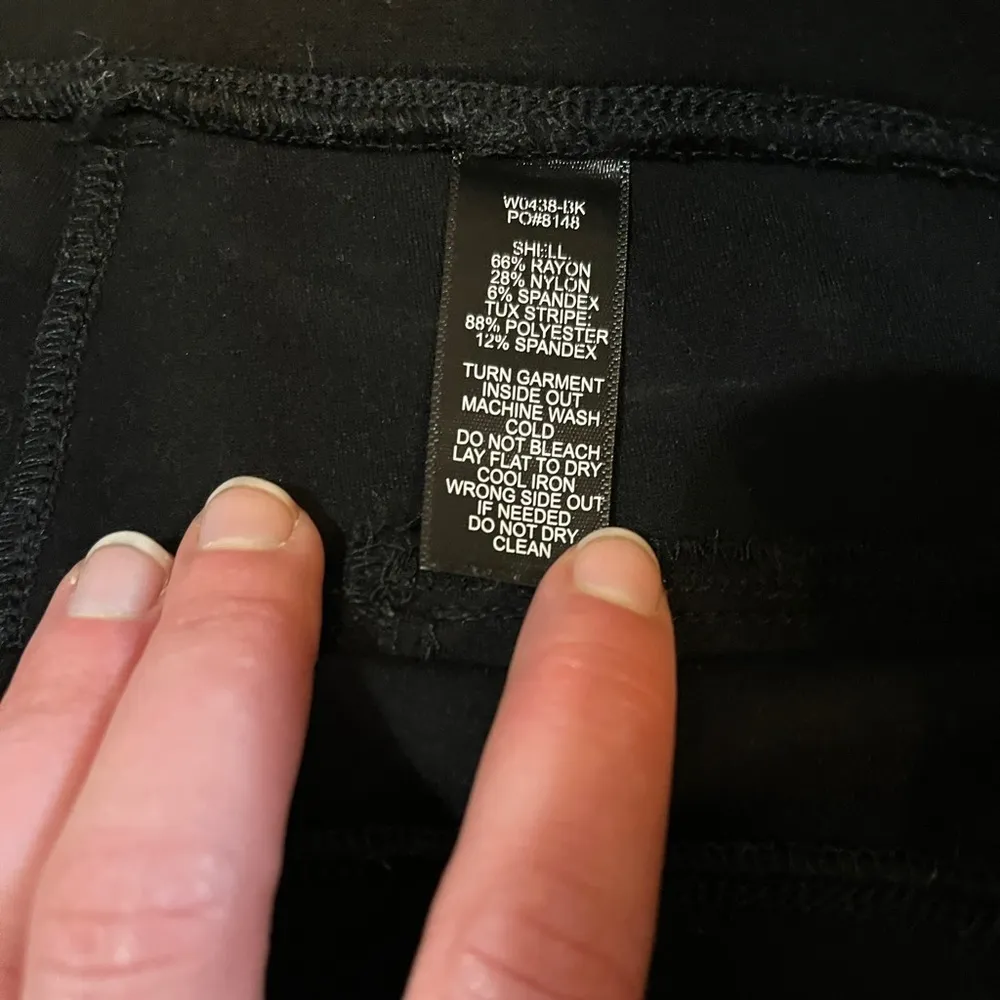 W0438-BK
PO#8148
SHELL:
66% RAYON
28% NYLON
6% SPANDEX
TUX STRIPE:
88% POLYESTER
12% SPANDEX
TURN GARMENT
INSIDE OUT
MACHINE WASH
COLD
DO NOT BLEACH
LAY FLAT TO DRY
COOL IRON
WRONG SIDE OUT
IF NEEDED
DO NOT DRY
CLEAN